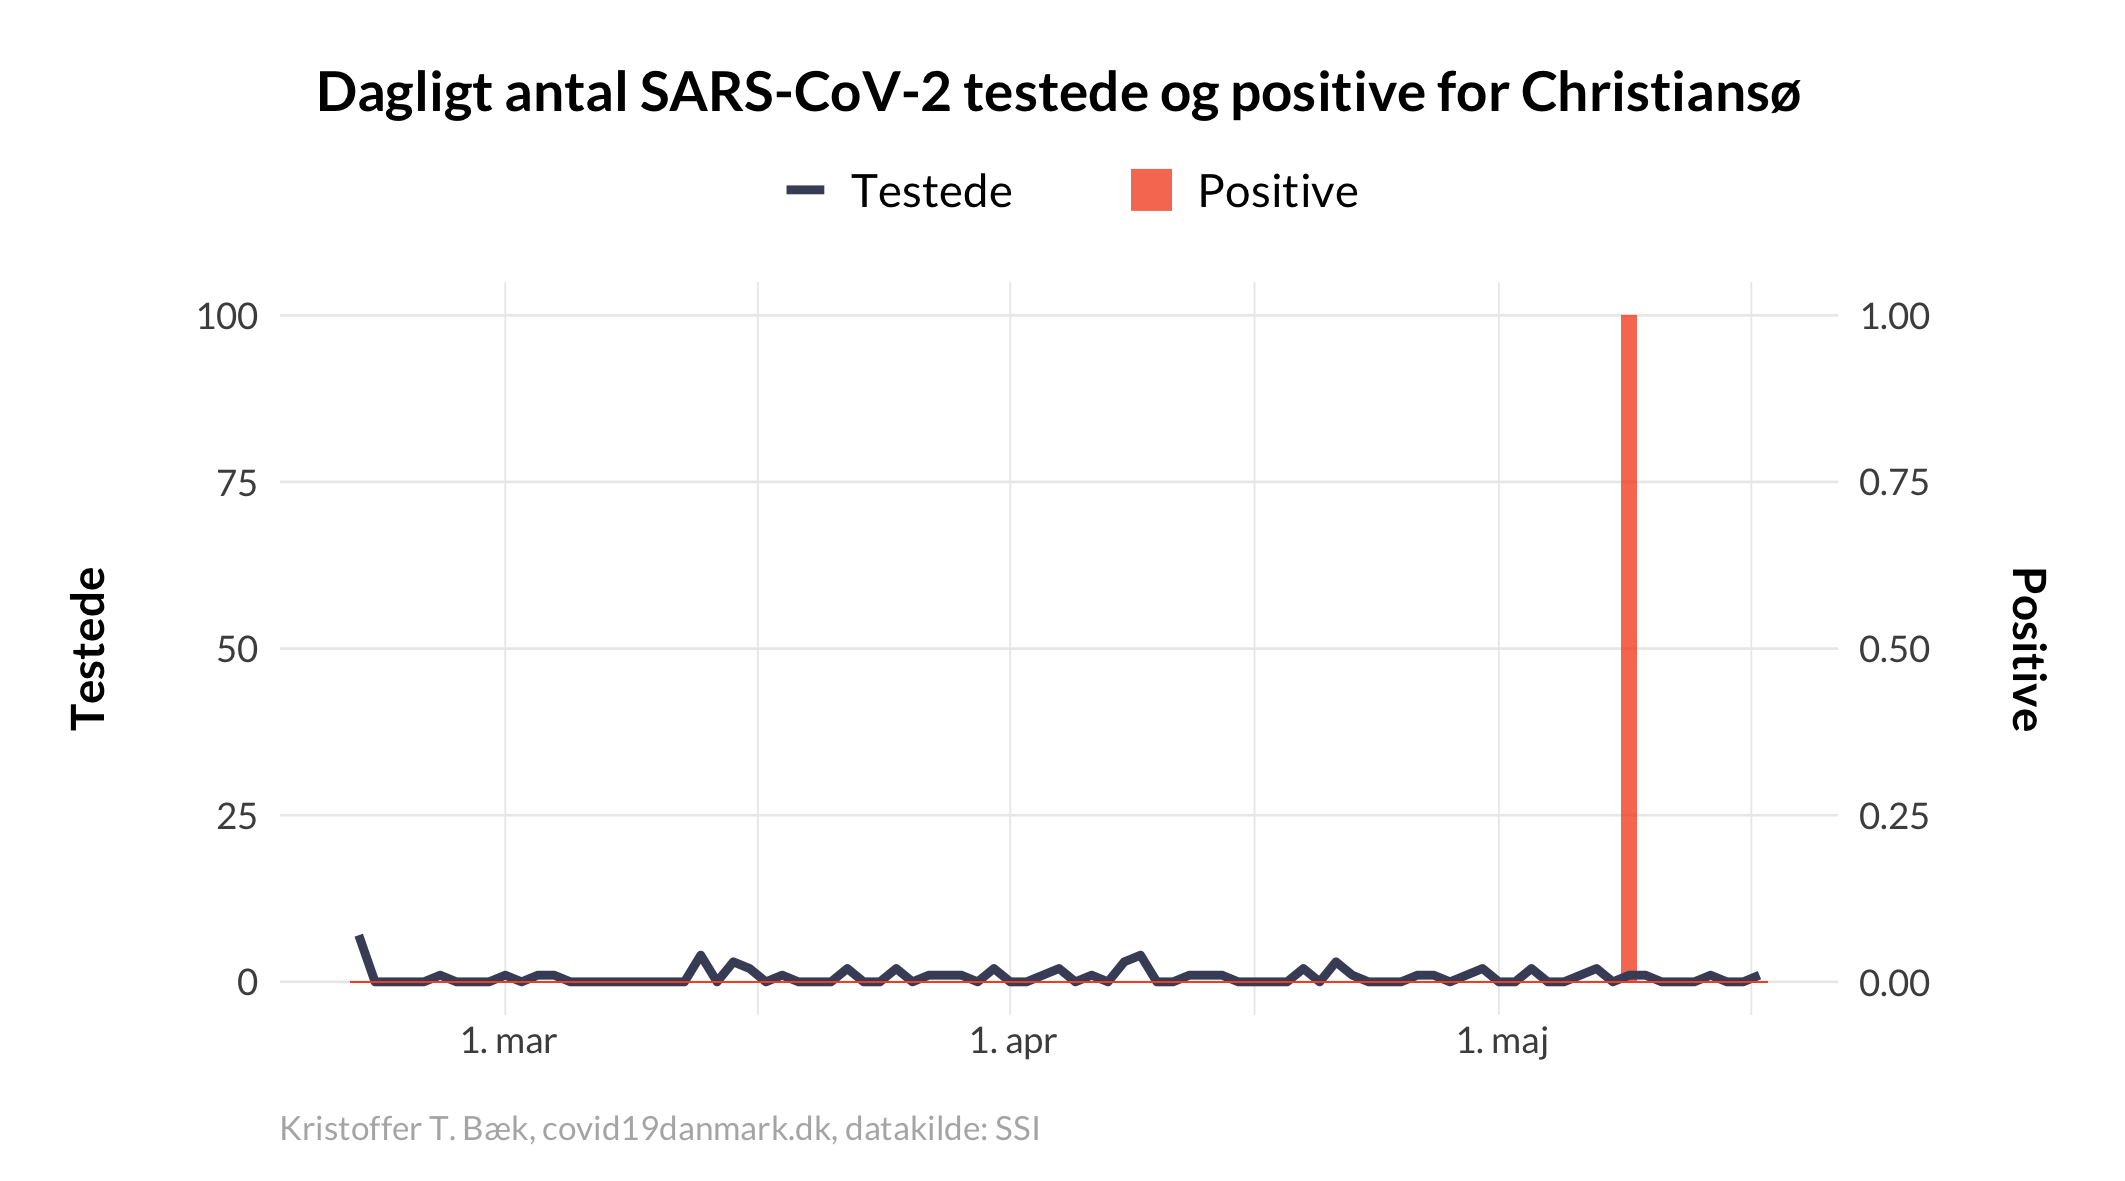 Dagligt antal SARS-CoV-2 testede og positive for Christiansø
Testede Positive
100 1.00
75 0.75
50 0.50
25 0.25
0 0.00
Testede
Positive
1. mar 1. apr 1. maj
Kristoffer T. Bæk, covid19danmark.dk, datakilde: SSI